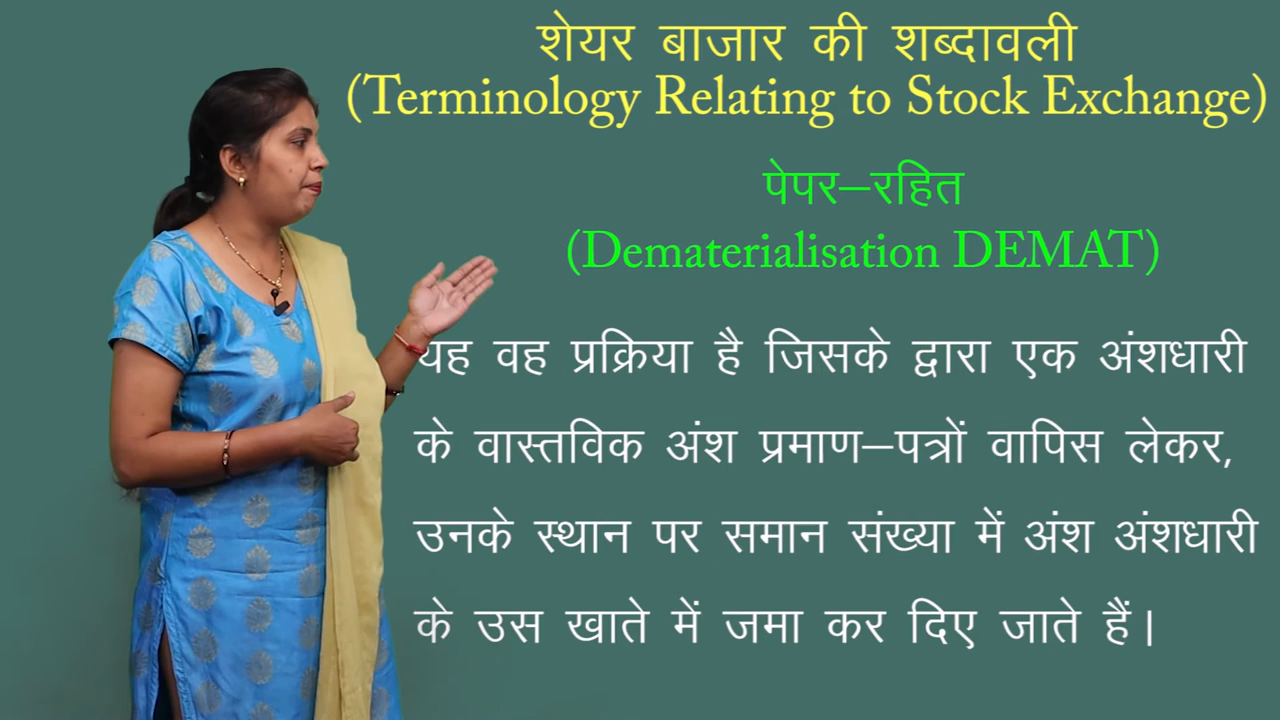 शेयर बाजार की शब्दावली
(Terminology Relating to Stock Exchange)
पेपर–रहित
(Dematerialisation DEMAT)
यह वह प्रक्रिया है जिसके द्वारा एक अंशधारी
के वास्तविक अंश प्रमाण–पत्रों वापिस लेकर,
उनके स्थान पर समान संख्या में अंश अंशधारी
के उस खाते में जमा कर दिए जाते हैं।